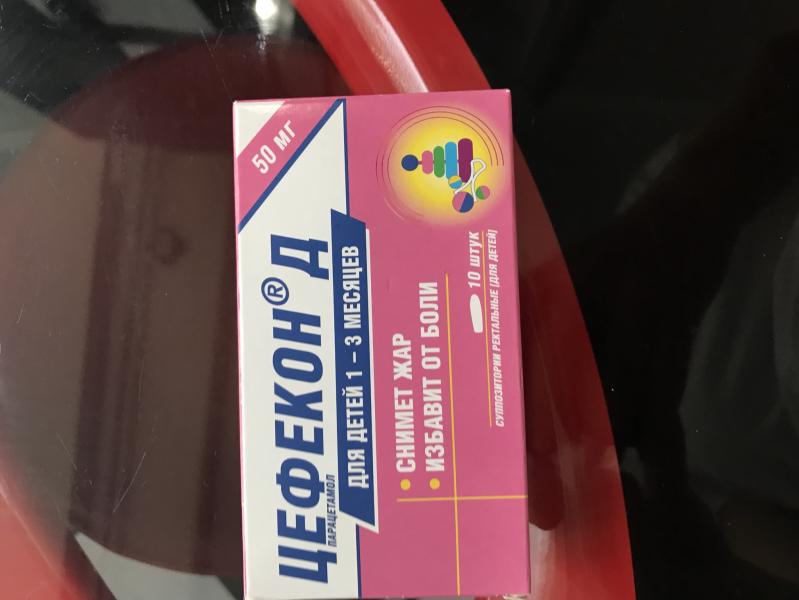 50 мг
ЦЕФЕКОН® Д
ПАРАЦЕТАМОЛ
ДЛЯ ДЕТЕЙ 1 – 3 МЕСЯЦЕВ
• СНИМЕТ ЖАР
• ИЗБАВИТ ОТ БОЛИ
10 штук
СУППОЗИТОРИИ РЕКТАЛЬНЫЕ [ДЛЯ ДЕТЕЙ]